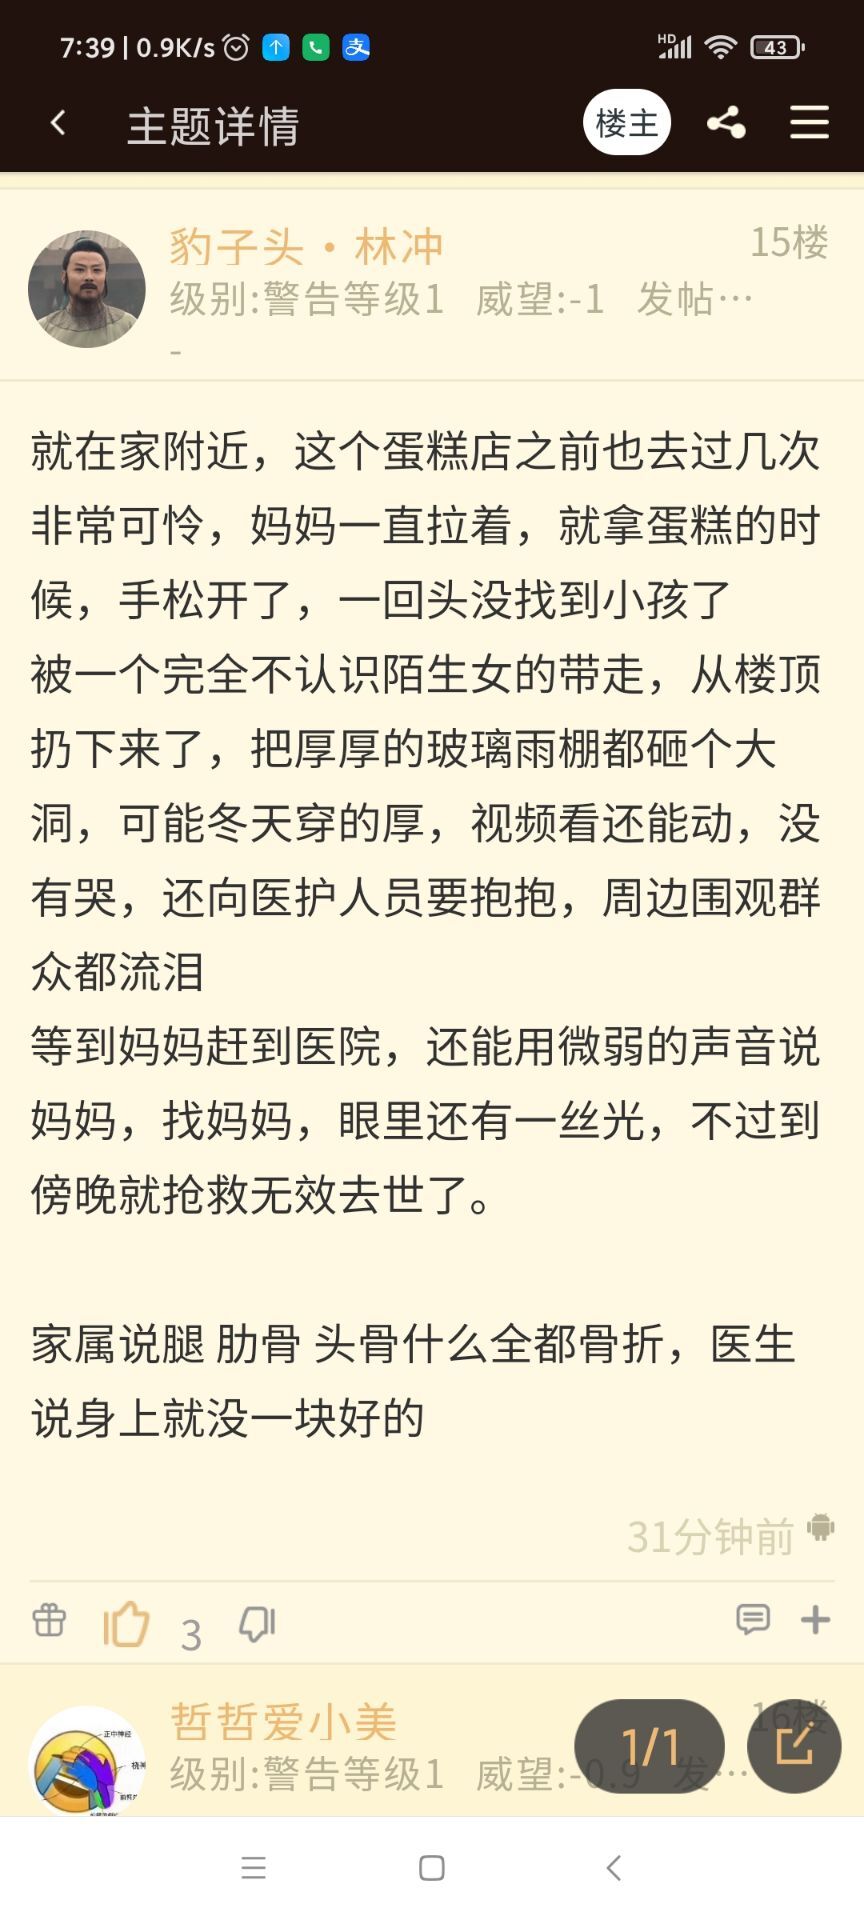 7:39 | 0.9K/s
HD
43
主题详情
楼主
豹子头·林冲
15楼
级别:警告等级1 威望:-1 发帖…
-
就在家附近，这个蛋糕店之前也去过几次
非常可怜，妈妈一直拉着，就拿蛋糕的时
候，手松开了，一回头没找到小孩了
被一个完全不认识陌生女的带走，从楼顶
扔下来了，把厚厚的玻璃雨棚都砸个大
洞，可能冬天穿的厚，视频看还能动，没
有哭，还向医护人员要抱抱，周边围观群
众都流泪
等到妈妈赶到医院，还能用微弱的声音说
妈妈，找妈妈，眼里还有一丝光，不过到
傍晚就抢救无效去世了。
家属说腿 肋骨 头骨什么全都骨折，医生
说身上就没一块好的
31分钟前
3
哲哲爱小美
16楼
级别:警告等级1 威望:-0.9 发…
1/1
正中神经